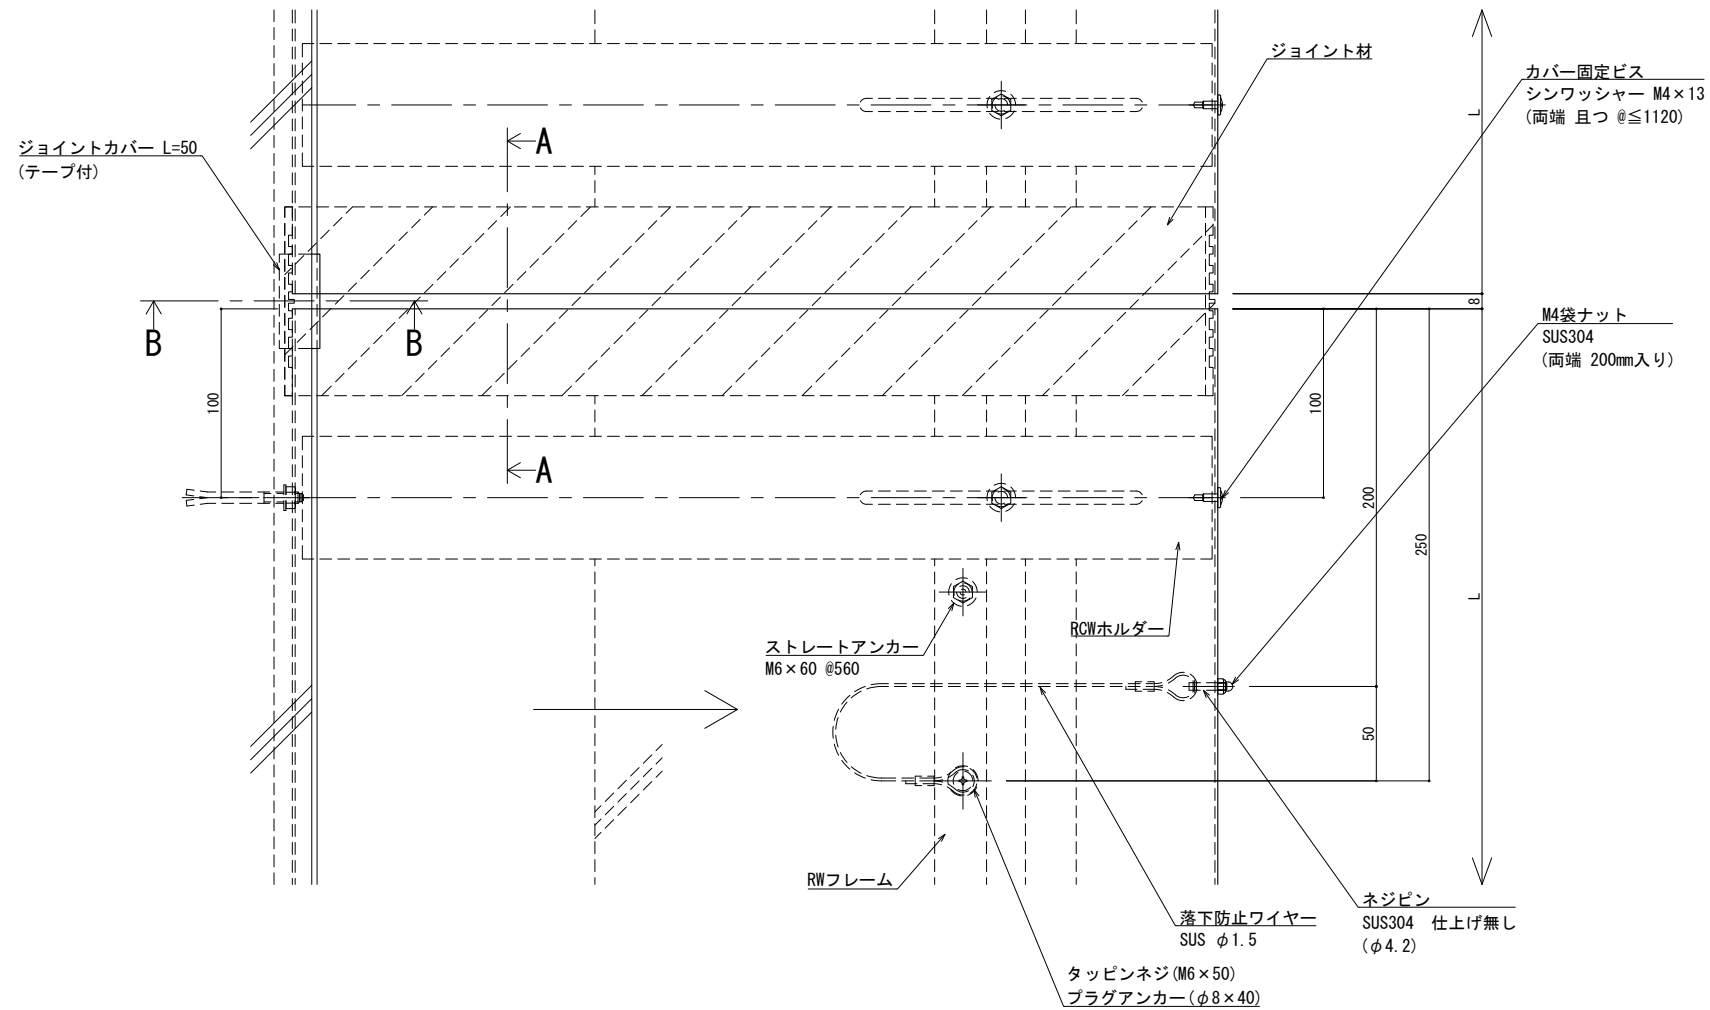 ジョイント材
カバー固定ビス
シンワッシャー M4×13
(両端 且つ @≦1120)
L
ジョイントカバー L=50
(テープ付)
A
8
B
B
M4袋ナット
SUS304
(両端 200mm入り)
100
100
A
200
250
RCWホルダー
ストレートアンカー
M6×60 @560
L
50
RWフレーム
落下防止ワイヤー
SUS φ1.5
ネジピン
SUS304 仕上げ無し
(φ4.2)
タッピンネジ(M6×50)
プラグアンカー(φ8×40)